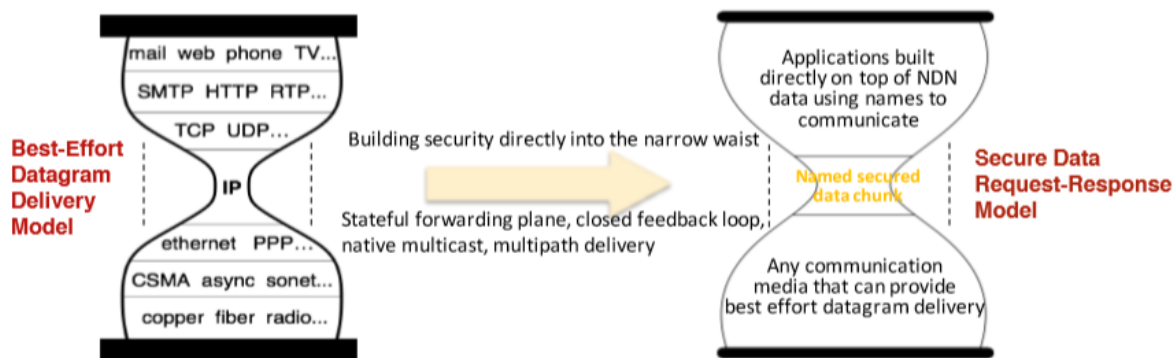 mail web phone TV...
SMTP HTTP RTP...
TCP UDP...
IP
ethernet PPP...
CSMA async sonet...
copper fiber radio...
Best-Effort
Datagram
Delivery
Model
Building security directly into the narrow waist
Stateful forwarding plane, closed feedback loop,
native multicast, multipath delivery
Applications built
directly on top of NDN
data using names to
communicate
Named secured
data chunk
Any communication
media that can provide
best effort datagram delivery
Secure Data
Request-Response
Model